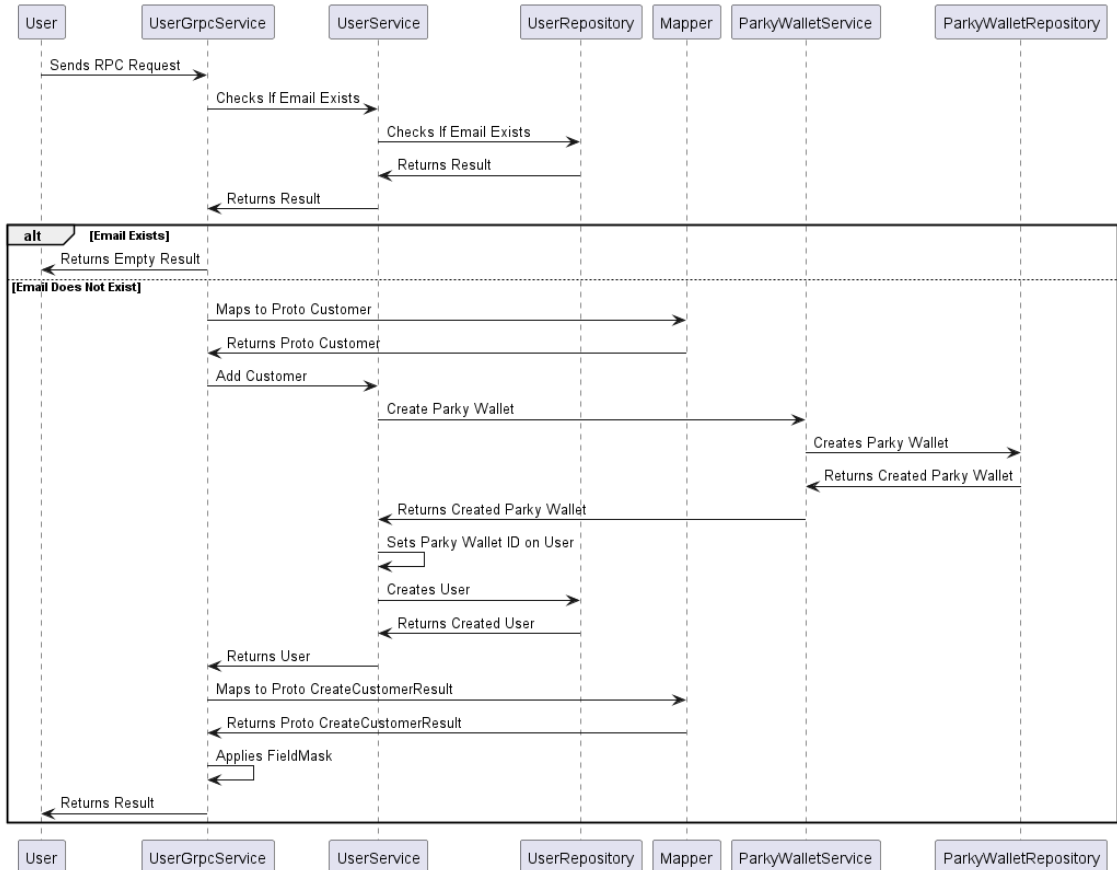 User UserGrpcService UserService UserRepository Mapper ParkyWalletService ParkyWalletRepository
Sends RPC Request
Checks If Email Exists
Checks If Email Exists
Returns Result
Returns Result
alt [Email Exists]
Returns Empty Result
[Email Does Not Exist]
Maps to Proto Customer
Returns Proto Customer
Add Customer
Create Parky Wallet
Creates Parky Wallet
Returns Created Parky Wallet
Returns Created Parky Wallet
Sets Parky Wallet ID on User
Creates User
Returns Created User
Returns User
Maps to Proto CreateCustomerResult
Returns Proto CreateCustomerResult
Applies FieldMask
Returns Result
User UserGrpcService UserService UserRepository Mapper ParkyWalletService ParkyWalletRepository